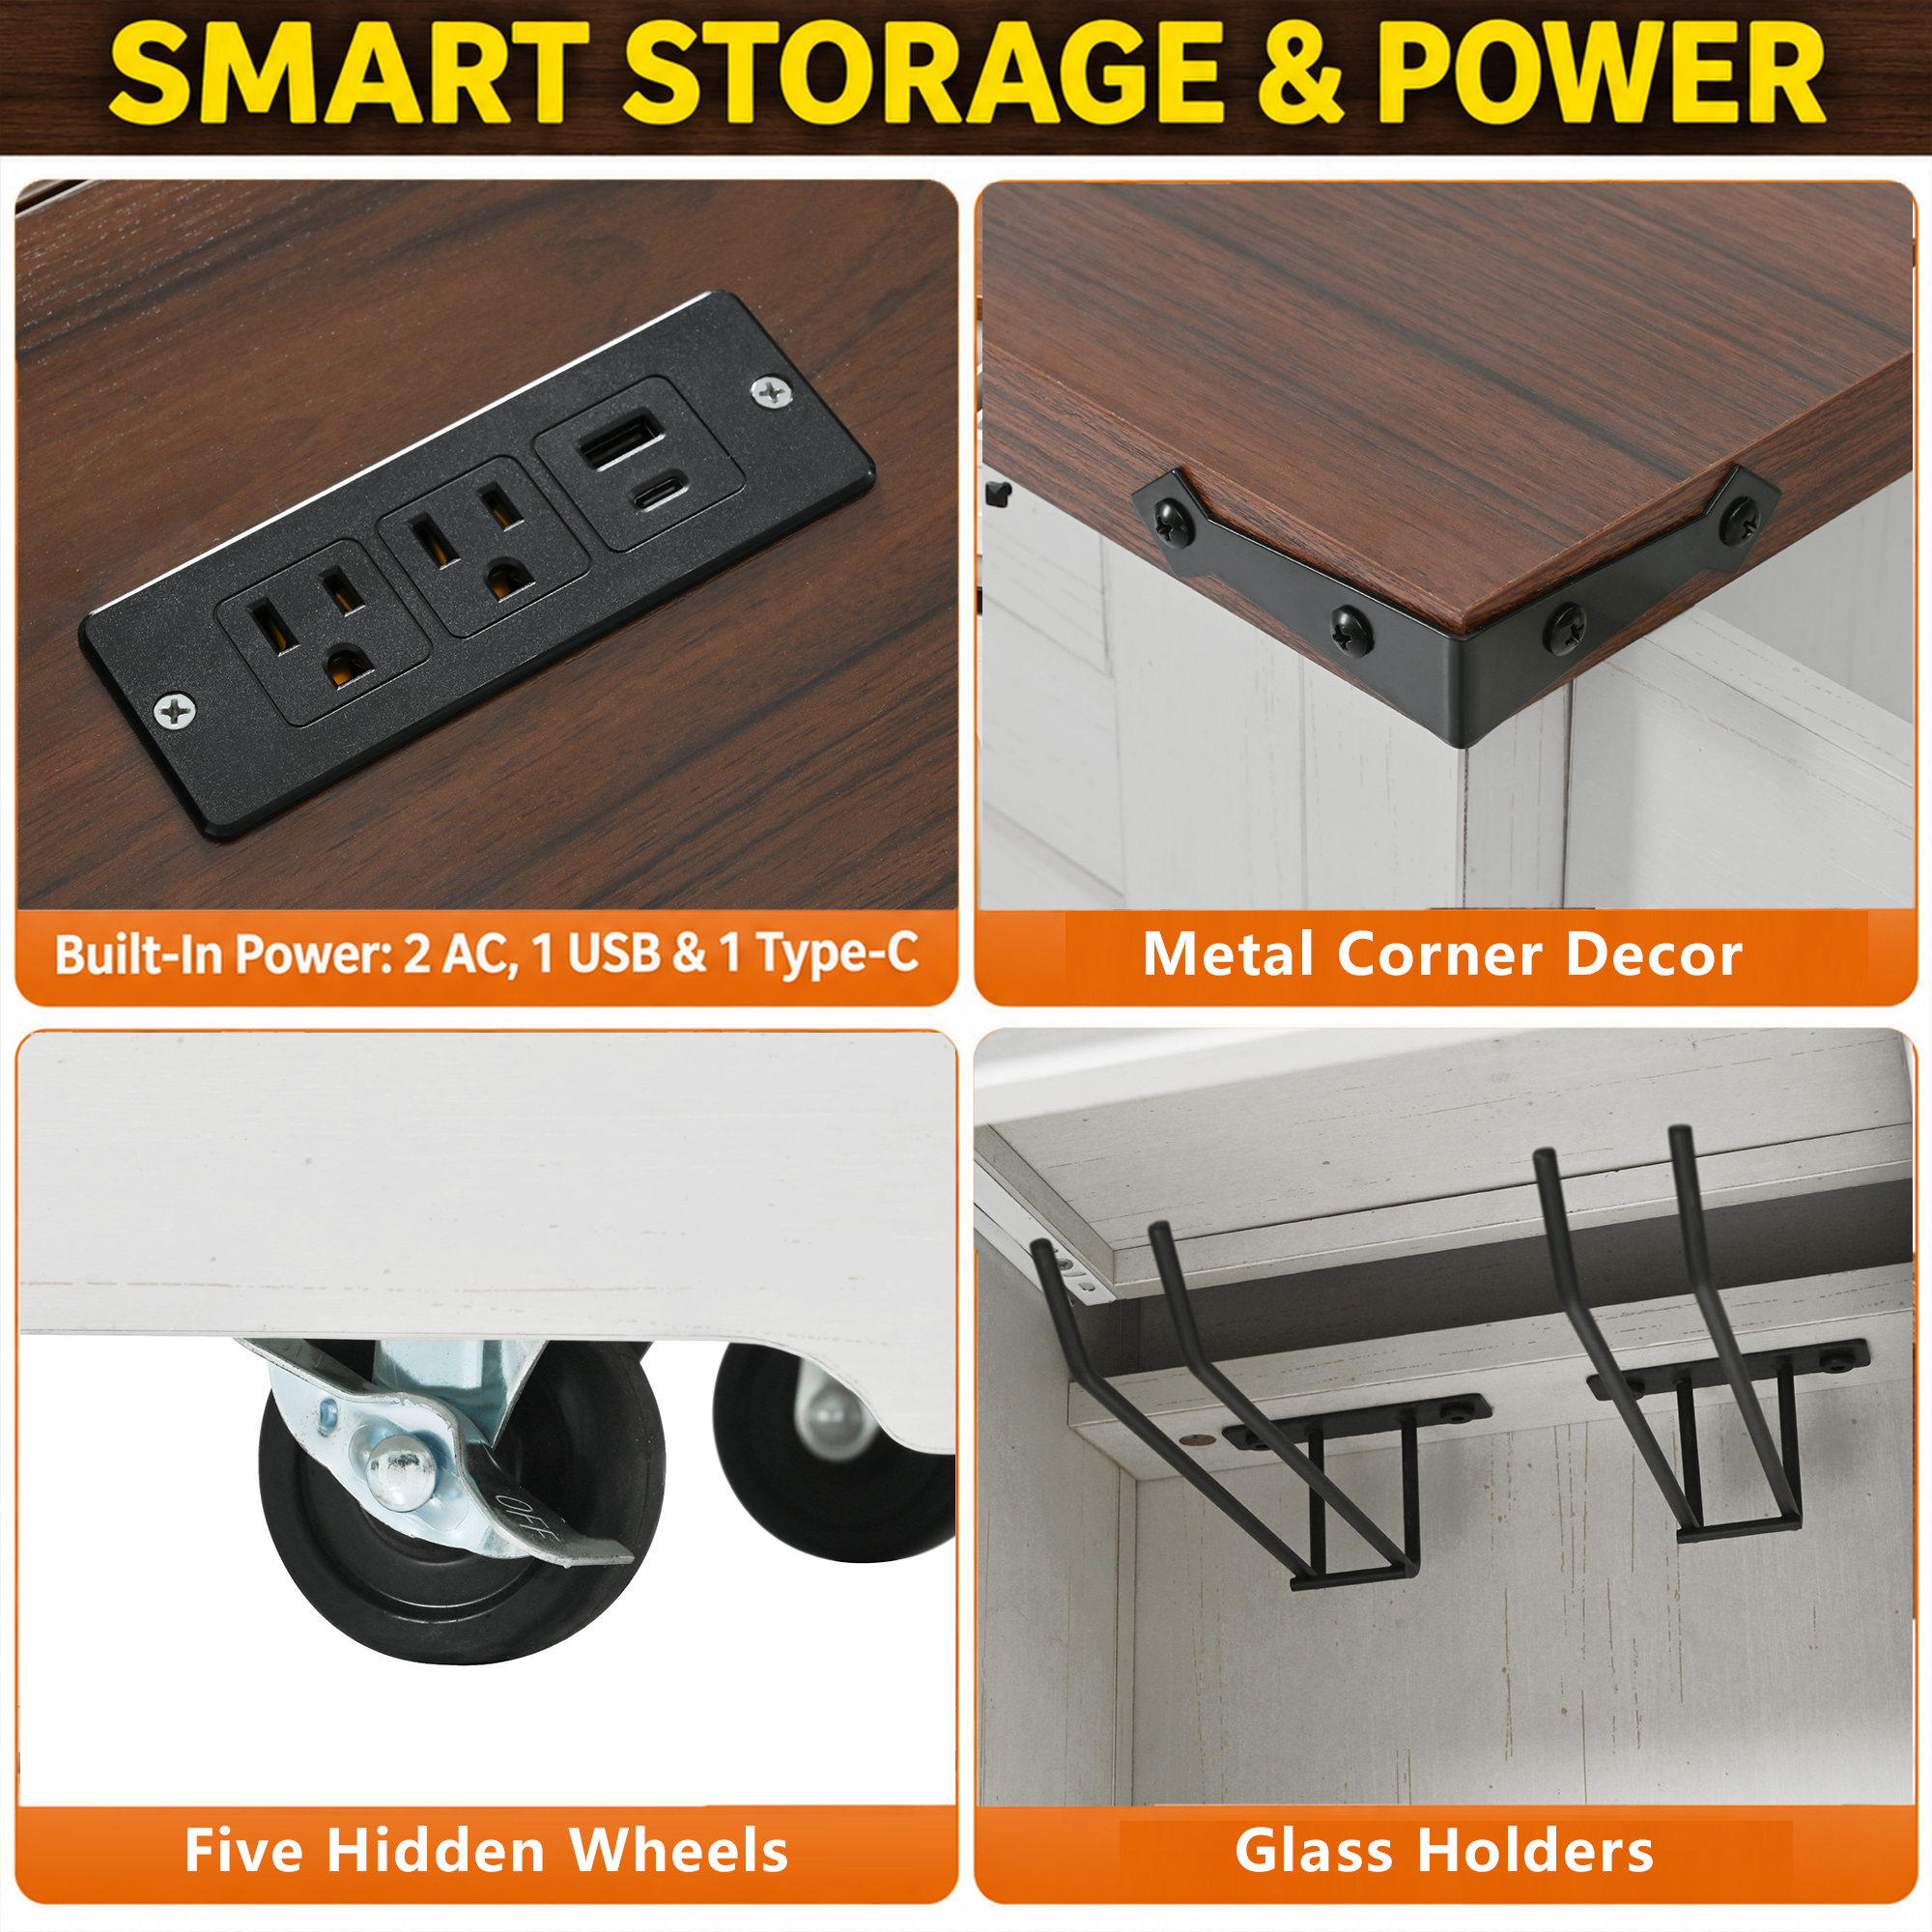 SMART STORAGE & POWER
Built-In Power: 2 AC, 1 USB & 1 Type-C
Metal Corner Decor
OFF
Five Hidden Wheels
Glass Holders